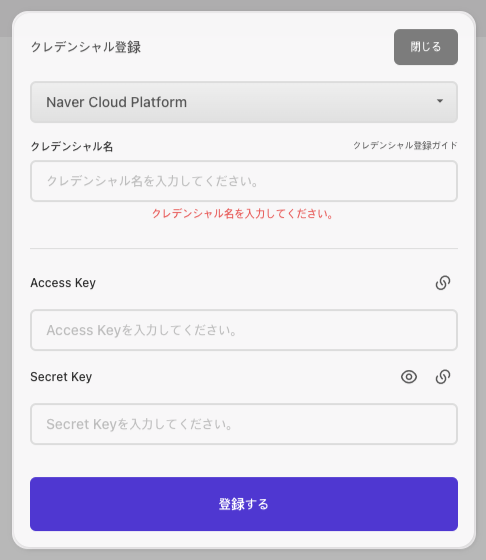 クレデンシャル登録
閉じる
Naver Cloud Platform
クレデンシャル名
クレデンシャル登録ガイド
クレデンシャル名を入力してください。
クレデンシャル名を入力してください。
Access Key
Access Keyを入力してください。
Secret Key
Secret Keyを入力してください。
登録する